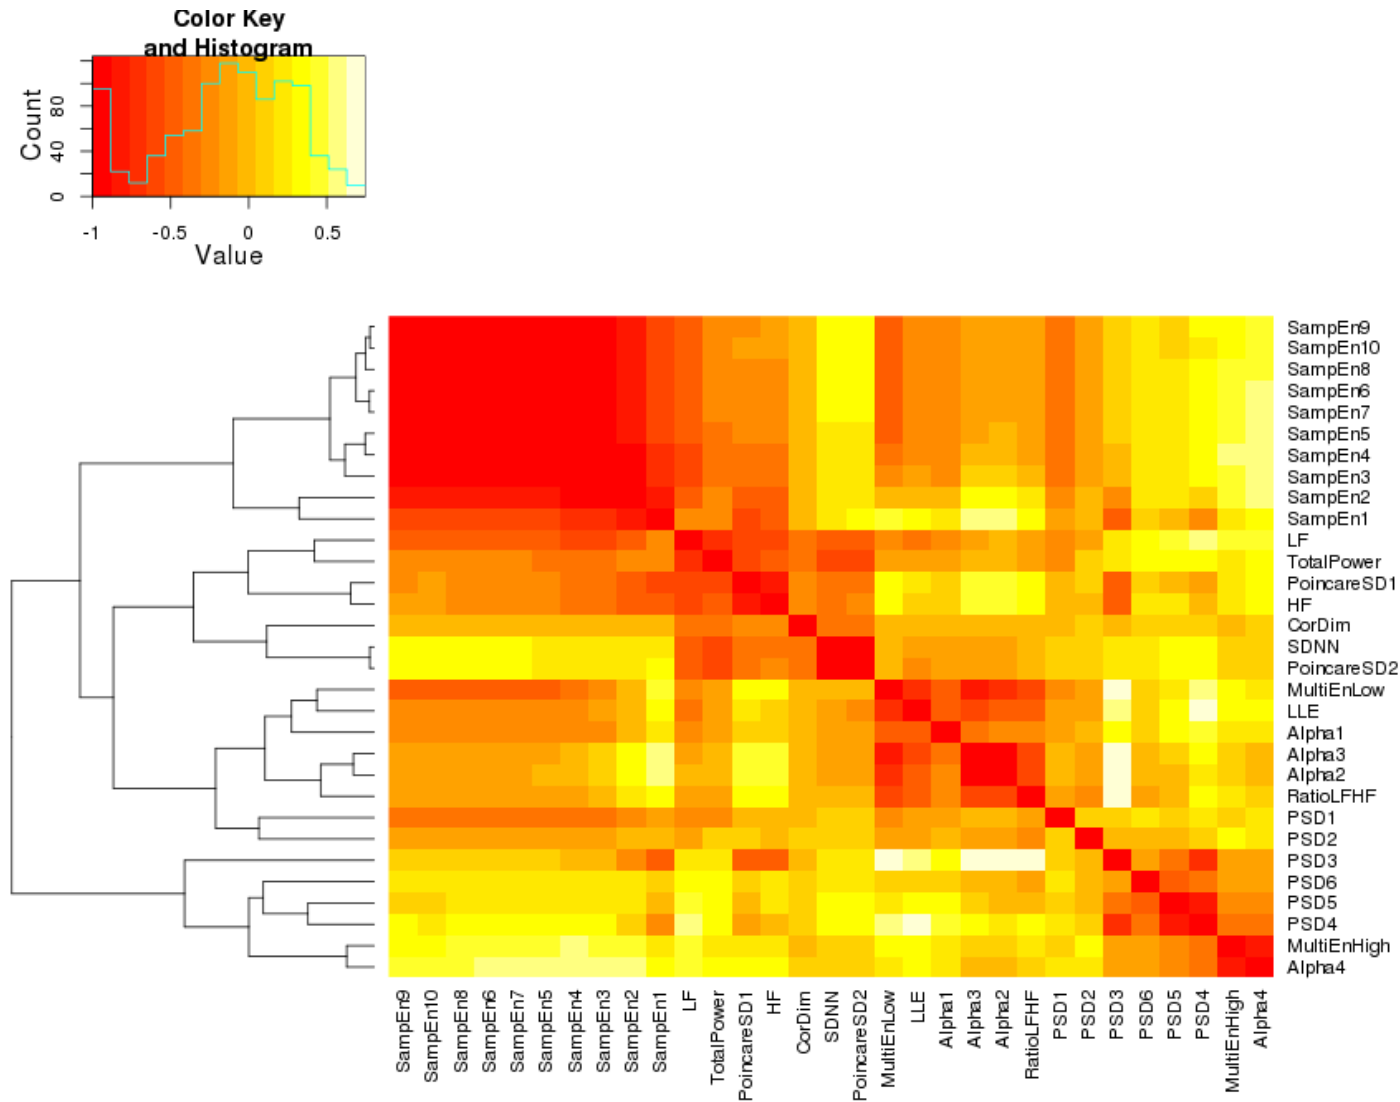 Color Key
and Histogram
Count
0 40 80
-1 -0.5 0 0.5
Value
SampEn9
SampEn10
SampEn8
SampEn6
SampEn7
SampEn5
SampEn4
SampEn3
SampEn2
SampEn1
LF
TotalPower
PoincareSD1
HF
CorDim
SDNN
PoincareSD2
MultiEnLow
LLE
Alpha1
Alpha3
Alpha2
RatioLFHF
PSD1
PSD2
PSD3
PSD6
PSD5
PSD4
MultiEnHigh
Alpha4
SampEn9
SampEn10
SampEn8
SampEn6
SampEn7
SampEn5
SampEn4
SampEn3
SampEn2
SampEn1
LF
TotalPower
PoincareSD1
HF
CorDim
SDNN
PoincareSD2
MultiEnLow
LLE
Alpha1
Alpha3
Alpha2
RatioLFHF
PSD1
PSD2
PSD3
PSD6
PSD5
PSD4
MultiEnHigh
Alpha4